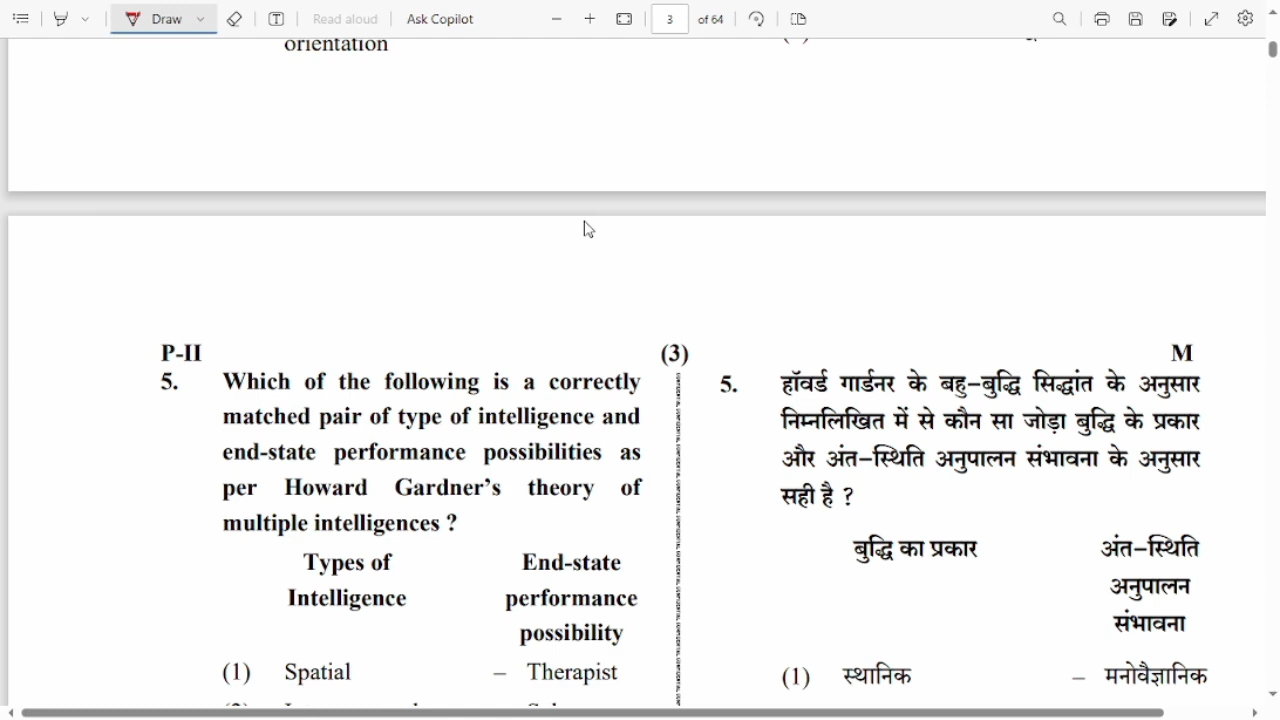 Draw
Read aloud
Ask Copilot
3
of 64
orientation
P-II
(3)
M
5. Which of the following is a correctly
matched pair of type of intelligence and
end-state performance possibilities as
per Howard Gardner's theory of
multiple intelligences ?
Types of Intelligence
End-state performance possibility
(1) Spatial – Therapist
5. हॉवर्ड गार्डनर के बहु–बुद्धि सिद्धांत के अनुसार
निम्नलिखित में से कौन सा जोड़ा बुद्धि के प्रकार
और अंत–स्थिति अनुपालन संभावना के अनुसार
सही है ?
बुद्धि का प्रकार
अंत–स्थिति
अनुपालन
संभावना
(1) स्थानिक – मनोवैज्ञानिक